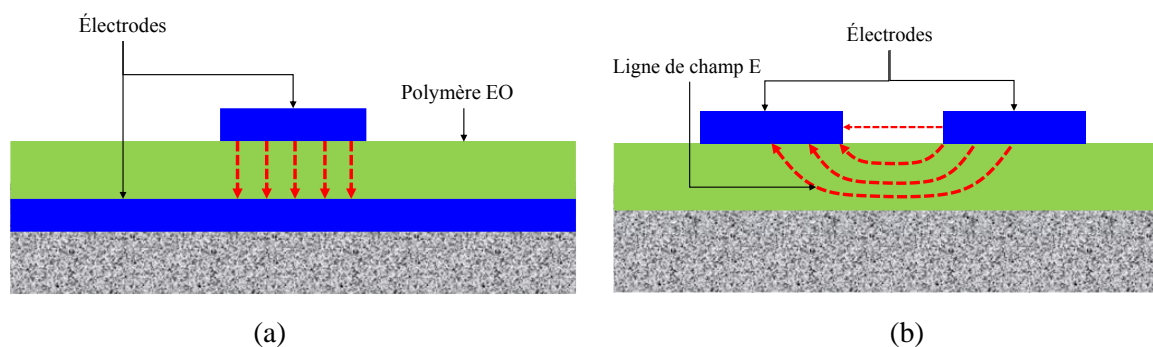 Électrodes
Polymère EO
(a)
Électrodes
Ligne de champ E
(b)